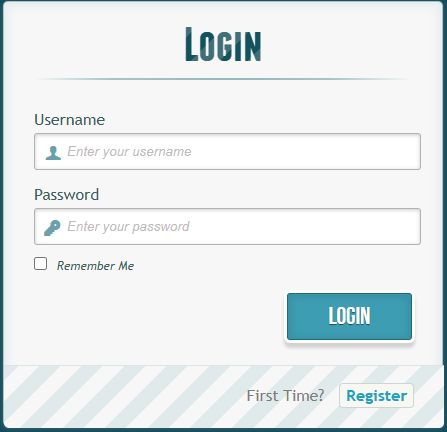 Login
Username
Enter your username
Password
Enter your password
Remember Me
LOGIN
First Time? Register